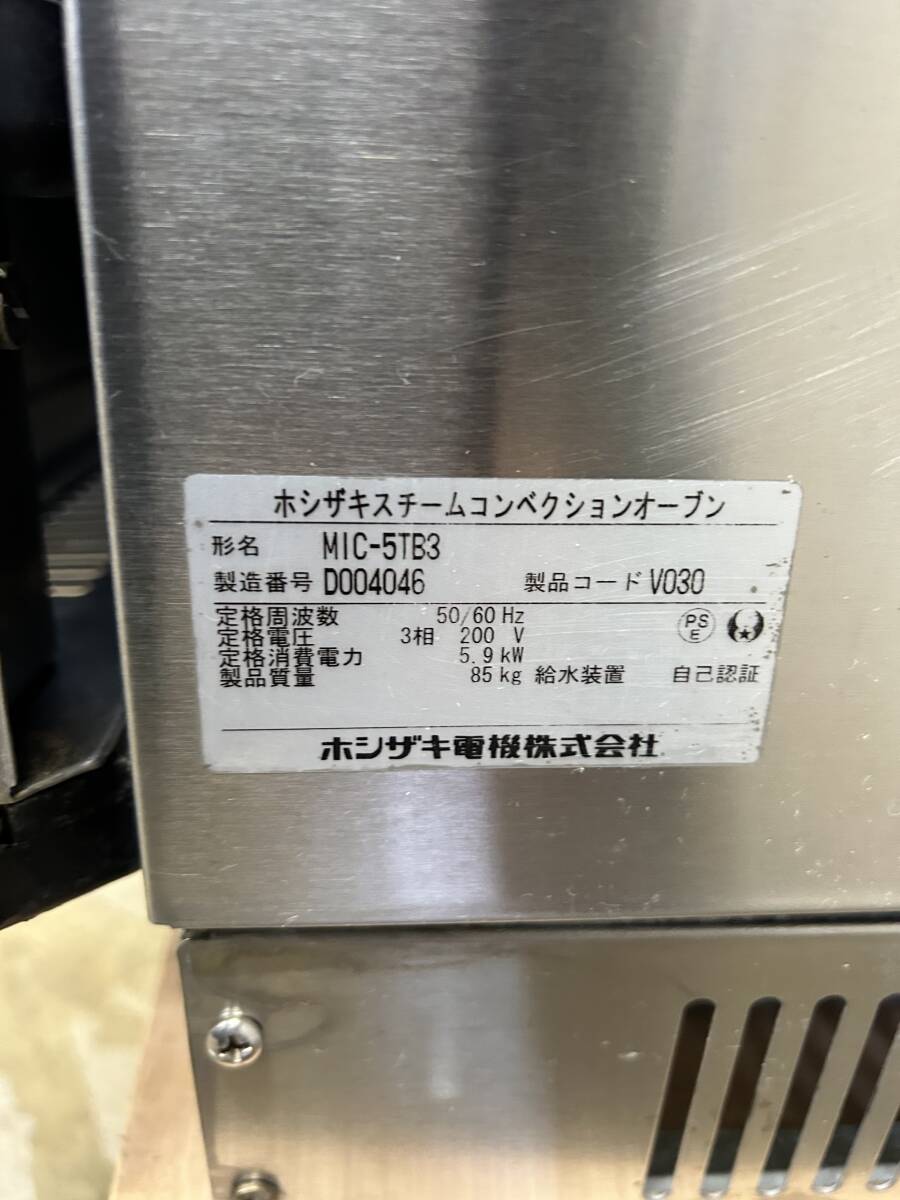 ホシザキスチームコンベクションオーブン
形名 MIC-5TB3
製造番号 D004046 製品コード V030
定格周波数 50/60 Hz
定格電圧 3相 200 V
定格消費電力 5.9 kW
製品質量 85 kg 給水装置 自己認証
PS E
ホシザキ電機株式会社